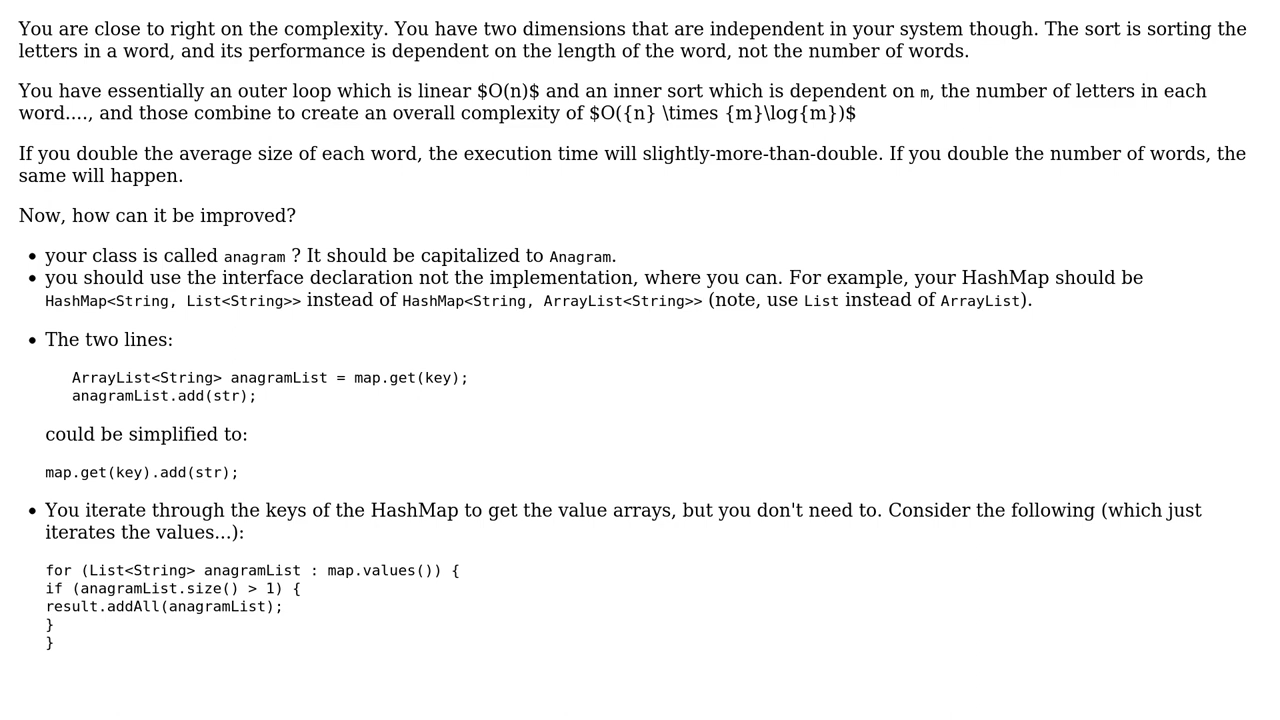 You are close to right on the complexity. You have two dimensions that are independent in your system though. The sort is sorting the
letters in a word, and its performance is dependent on the length of the word, not the number of words.
You have essentially an outer loop which is linear $O(n)$ and an inner sort which is dependent on m, the number of letters in each
word...., and those combine to create an overall complexity of $O({n} \times {m}\log{m})$
If you double the average size of each word, the execution time will slightly-more-than-double. If you double the number of words, the
same will happen.
Now, how can it be improved?
• your class is called anagram ? It should be capitalized to Anagram.
• you should use the interface declaration not the implementation, where you can. For example, your HashMap should be
HashMap<String, List<String>> instead of HashMap<String, ArrayList<String>> (note, use List instead of ArrayList).
• The two lines:
ArrayList<String> anagramList = map.get(key);
anagramList.add(str);
could be simplified to:
map.get(key).add(str);
• You iterate through the keys of the HashMap to get the value arrays, but you don't need to. Consider the following (which just
iterates the values...):
for (List<String> anagramList : map.values()) {
if (anagramList.size() > 1) {
result.addAll(anagramList);
}
}